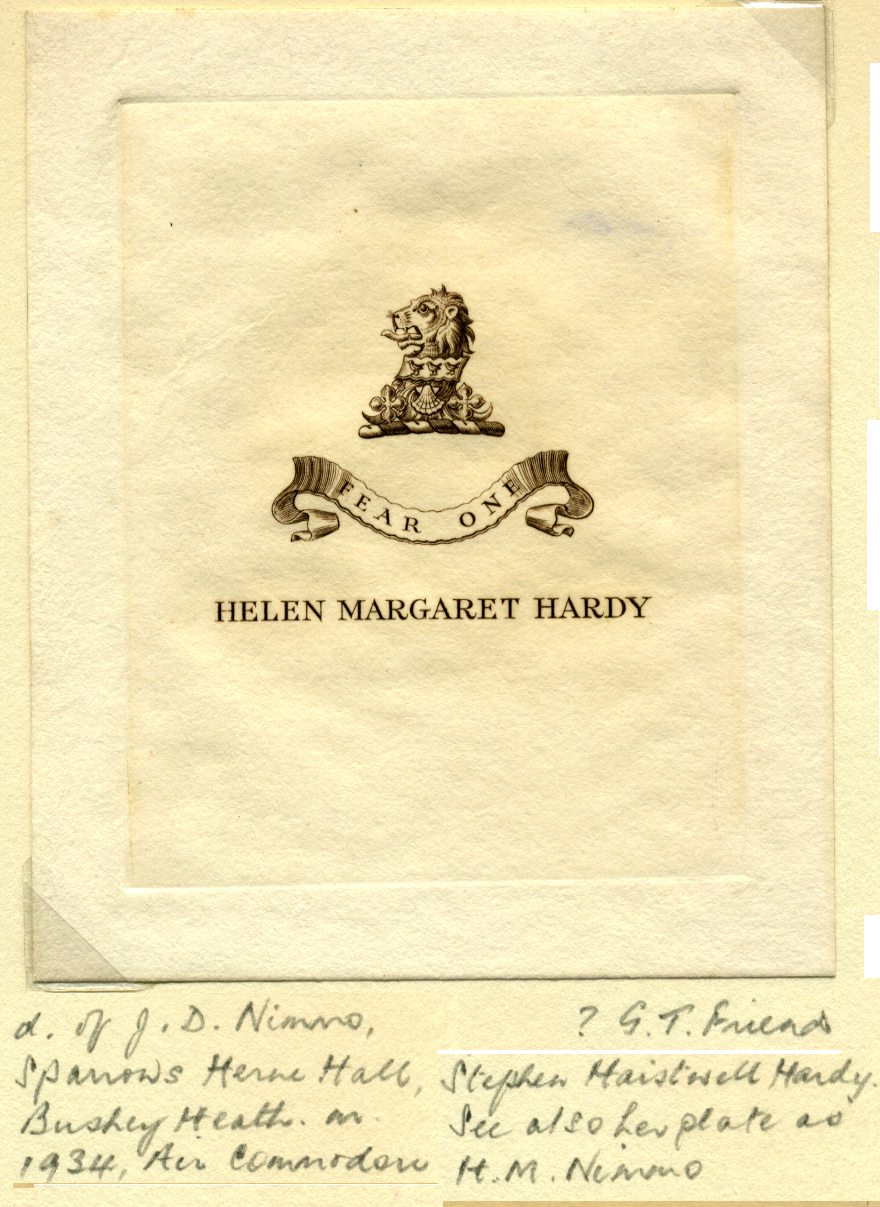 FEAR ONE
HELEN MARGARET HARDY
d. of J. D. Nimmo,
Sparrows Herne Hall,
Bushey Heath. m.
1934, Air Commodore
? G. T. Friend
Stephen Haistwell Hardy.
See also her plate as
H. M. Nimmo